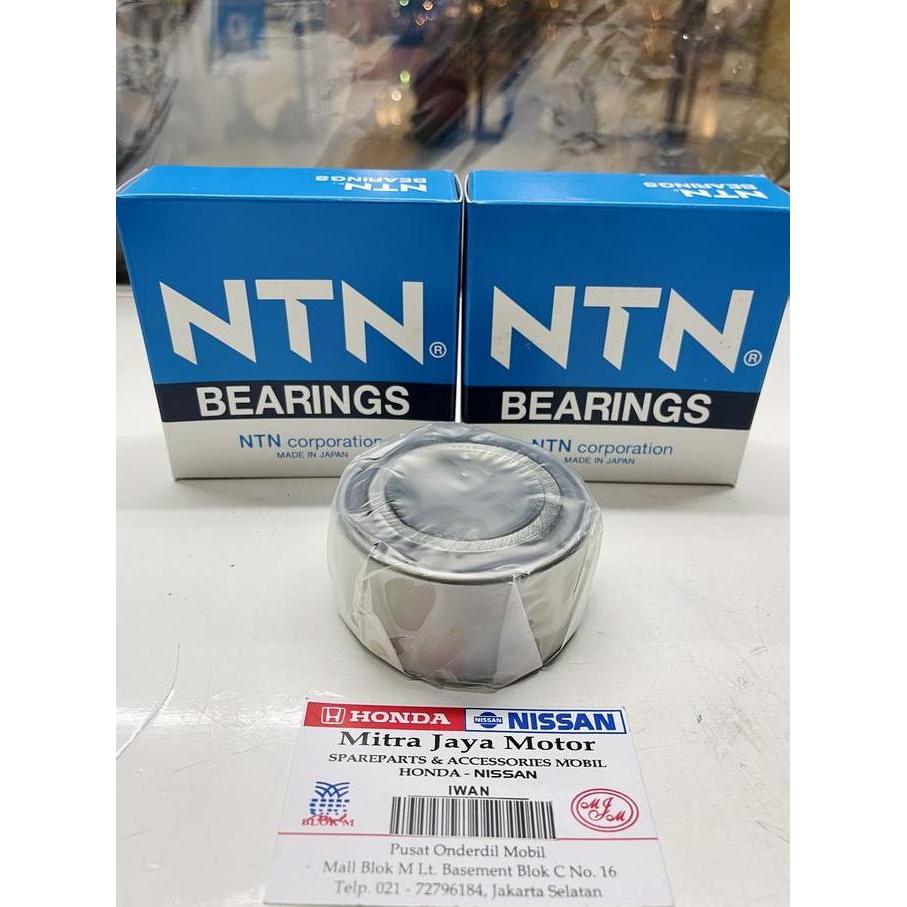 NTN
BEARINGS
NTN
BEARINGS
NTN®
BEARINGS
NTN corporation
MADE IN JAPAN
NTN®
BEARINGS
NTN corporation
MADE IN JAPAN
HONDA NISSAN NISSAN
Mitra Jaya Motor
SPAREPARTS & ACCESSORIES MOBIL
HONDA - NISSAN
IWAN
BLOK M
MJM
Pusat Onderdil Mobil
Mall Blok M Lt. Basement Blok C No. 16
Telp. 021 - 72796184, Jakarta Selatan